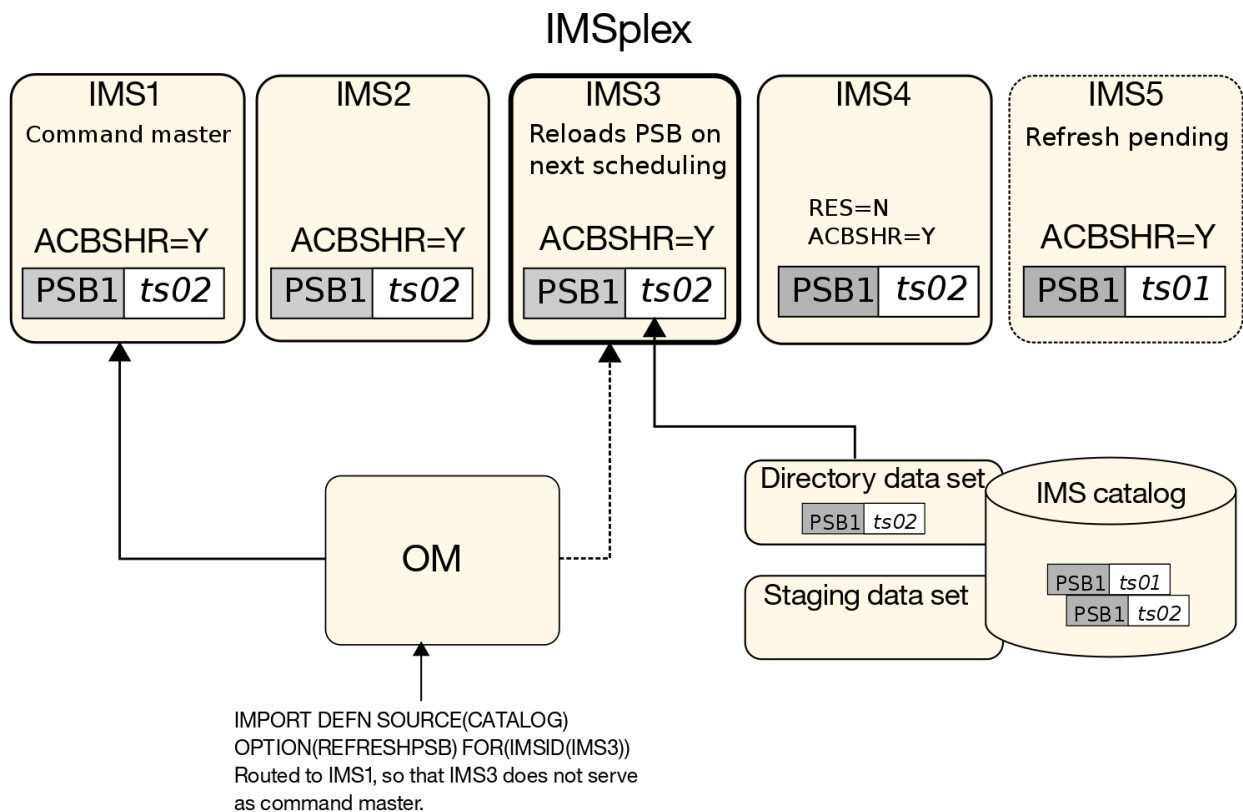 IMSplex
IMS1
Command master
ACBSHR=Y
PSB1 ts02
IMS2
ACBSHR=Y
PSB1 ts02
IMS3
Reloads PSB on
next scheduling
ACBSHR=Y
PSB1 ts02
IMS4
RES=N
ACBSHR=Y
PSB1 ts02
IMS5
Refresh pending
ACBSHR=Y
PSB1 ts01
OM
Directory data set
PSB1 ts02
Staging data set
IMS catalog
PSB1 ts01
PSB1 ts02
IMPORT DEFN SOURCE(CATALOG)
OPTION(REFRESHPSB) FOR(IMSID(IMS3))
Routed to IMS1, so that IMS3 does not serve
as command master.